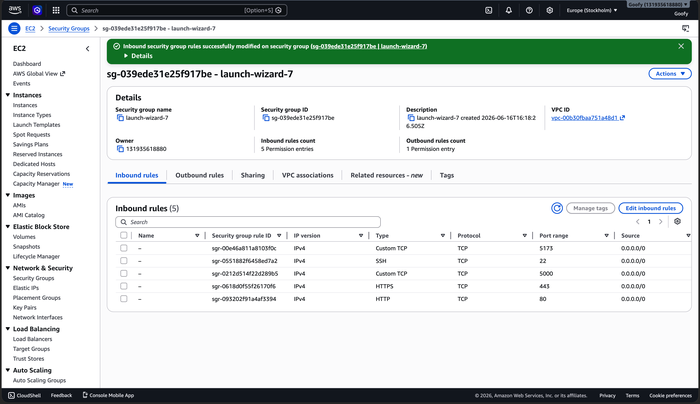 aws
Search
[Option+S]
Europe (Stockholm)
Goofy (131935618880)
Goofy
EC2
Security Groups
sg-039ede31e25f917be - launch-wizard-7
EC2
Dashboard
AWS Global View
Events
Instances
Instances
Instance Types
Launch Templates
Spot Requests
Savings Plans
Reserved Instances
Dedicated Hosts
Capacity Reservations
Capacity Manager New
Images
AMIs
AMI Catalog
Elastic Block Store
Volumes
Snapshots
Lifecycle Manager
Network & Security
Security Groups
Elastic IPs
Placement Groups
Key Pairs
Network Interfaces
Load Balancing
Load Balancers
Target Groups
Trust Stores
Auto Scaling
Auto Scaling Groups
Inbound security group rules successfully modified on security group (sg-039ede31e25f917be | launch-wizard-7)
Details
sg-039ede31e25f917be - launch-wizard-7
Actions
Details
Security group name
launch-wizard-7
Security group ID
sg-039ede31e25f917be
Description
launch-wizard-7 created 2026-06-16T16:18:2
6.505Z
VPC ID
vpc-00b30fbaa751a48d1
Owner
131935618880
Inbound rules count
5 Permission entries
Outbound rules count
1 Permission entry
Inbound rules
Outbound rules
Sharing
VPC associations
Related resources - new
Tags
Inbound rules (5)
Manage tags
Edit inbound rules
Search
1
Name Security group rule ID IP version Type Protocol Port range Source
– sgr-00e46a811a8103f0c IPv4 Custom TCP TCP 5173 0.0.0.0/0
– sgr-0551882f6458ed7a2 IPv4 SSH TCP 22 0.0.0.0/0
– sgr-0212d514f22d289b5 IPv4 Custom TCP TCP 5000 0.0.0.0/0
– sgr-0618d0f55f26170f6 IPv4 HTTPS TCP 443 0.0.0.0/0
– sgr-093202f91a4af3394 IPv4 HTTP TCP 80 0.0.0.0/0
CloudShell
Feedback
Console Mobile App
© 2026, Amazon Web Services, Inc. or its affiliates.
Privacy
Terms
Cookie preferences